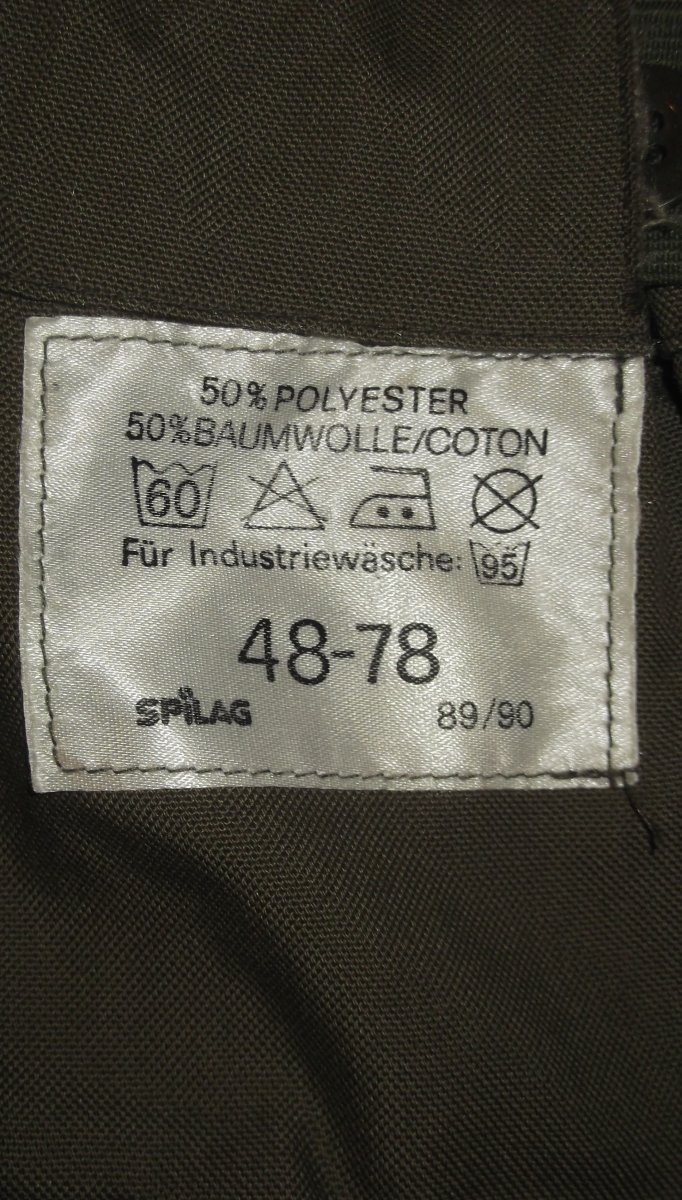 50% POLYESTER
50% BAUMWOLLE/COTON
60
Für Industriewäsche: 95
48-78
SPiLAG 89/90